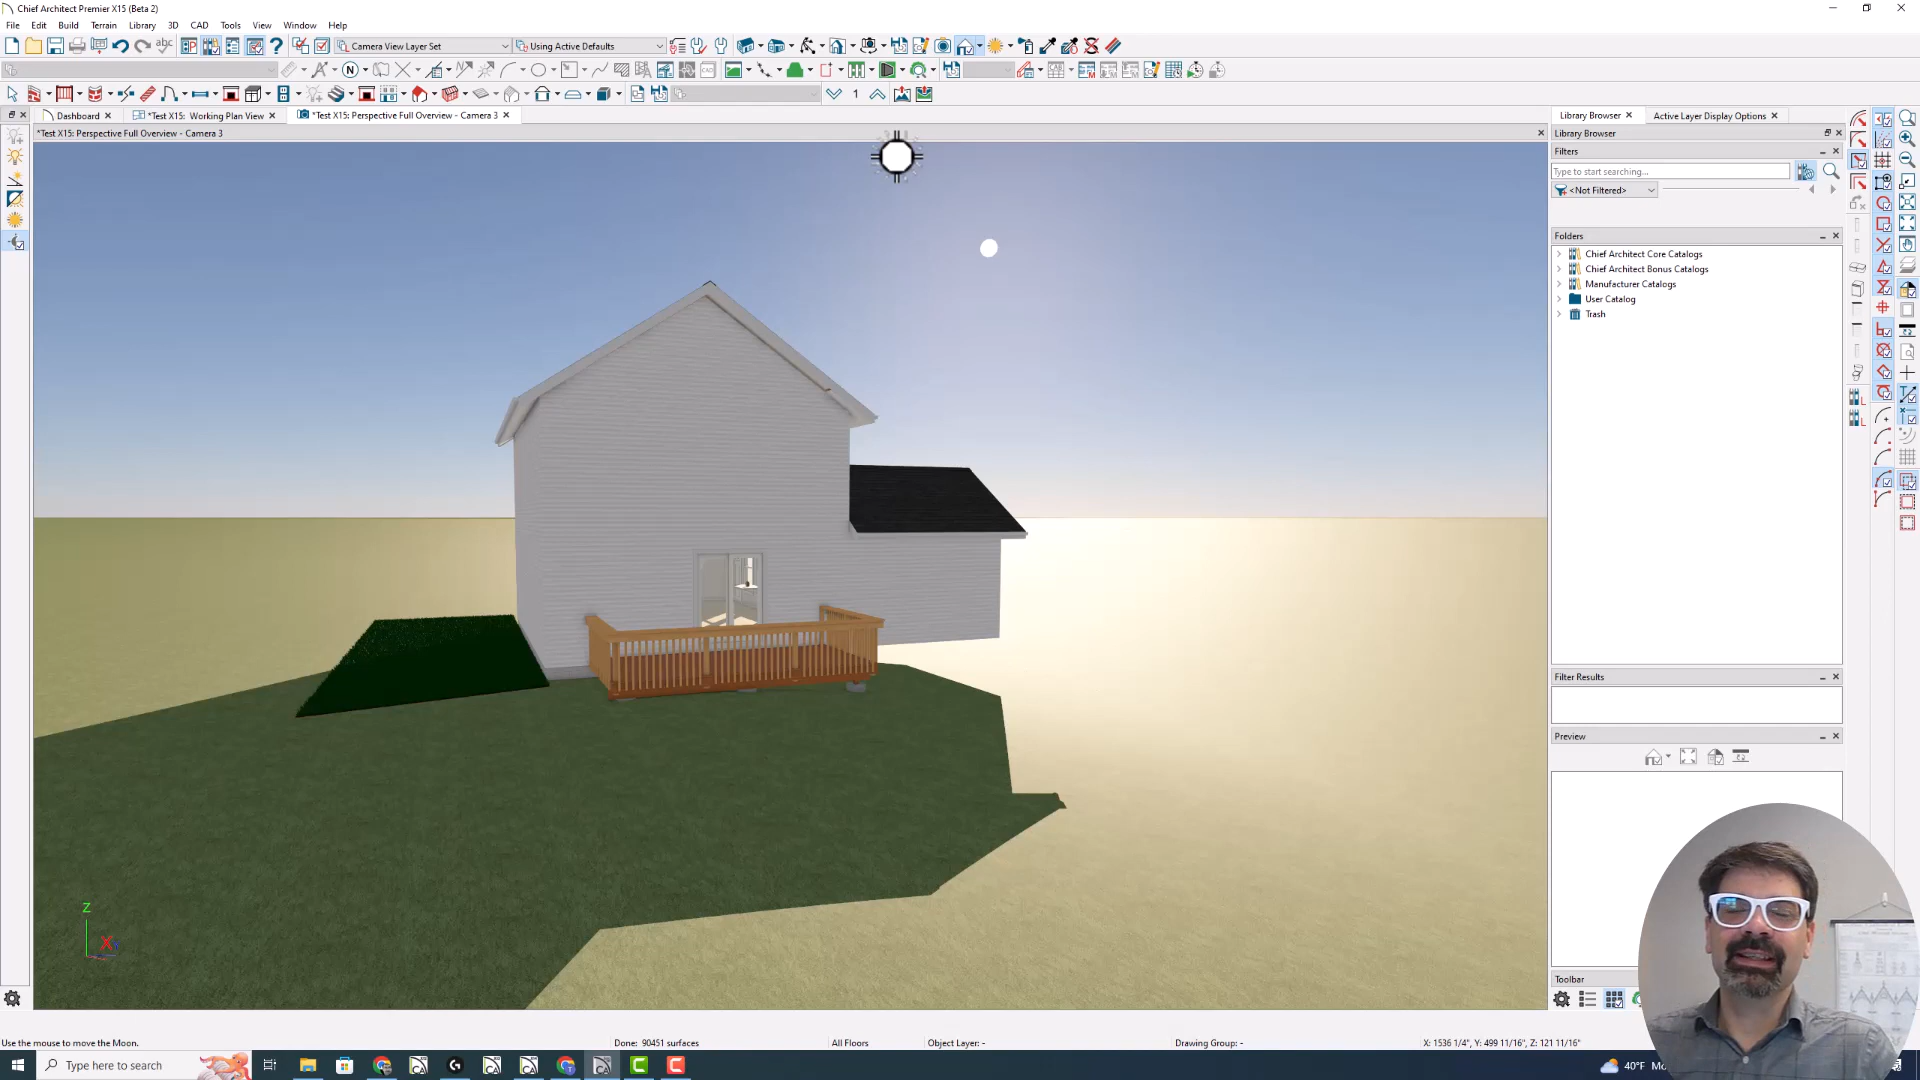 Chief Architect Premier X15 (Beta 2)
File Edit Build Terrain Library 3D CAD Tools View Window Help
Camera View Layer Set
Using Active Defaults
1
Dashboard
*Test X15: Working Plan View
*Test X15: Perspective Full Overview - Camera 3
*Test X15: Perspective Full Overview - Camera 3
Library Browser
Active Layer Display Options
Library Browser
Filters
Type to start searching...
<Not Filtered>
Folders
Chief Architect Core Catalogs
Chief Architect Bonus Catalogs
Manufacturer Catalogs
User Catalog
Trash
Filter Results
Preview
Toolbar
Z
X
Use the mouse to move the Moon.
Done: 90451 surfaces
All Floors
Object Layer: -
Drawing Group: -
X: 1536 1/4", Y: 499 11/16", Z: 121 11/16"
Type here to search
40°F